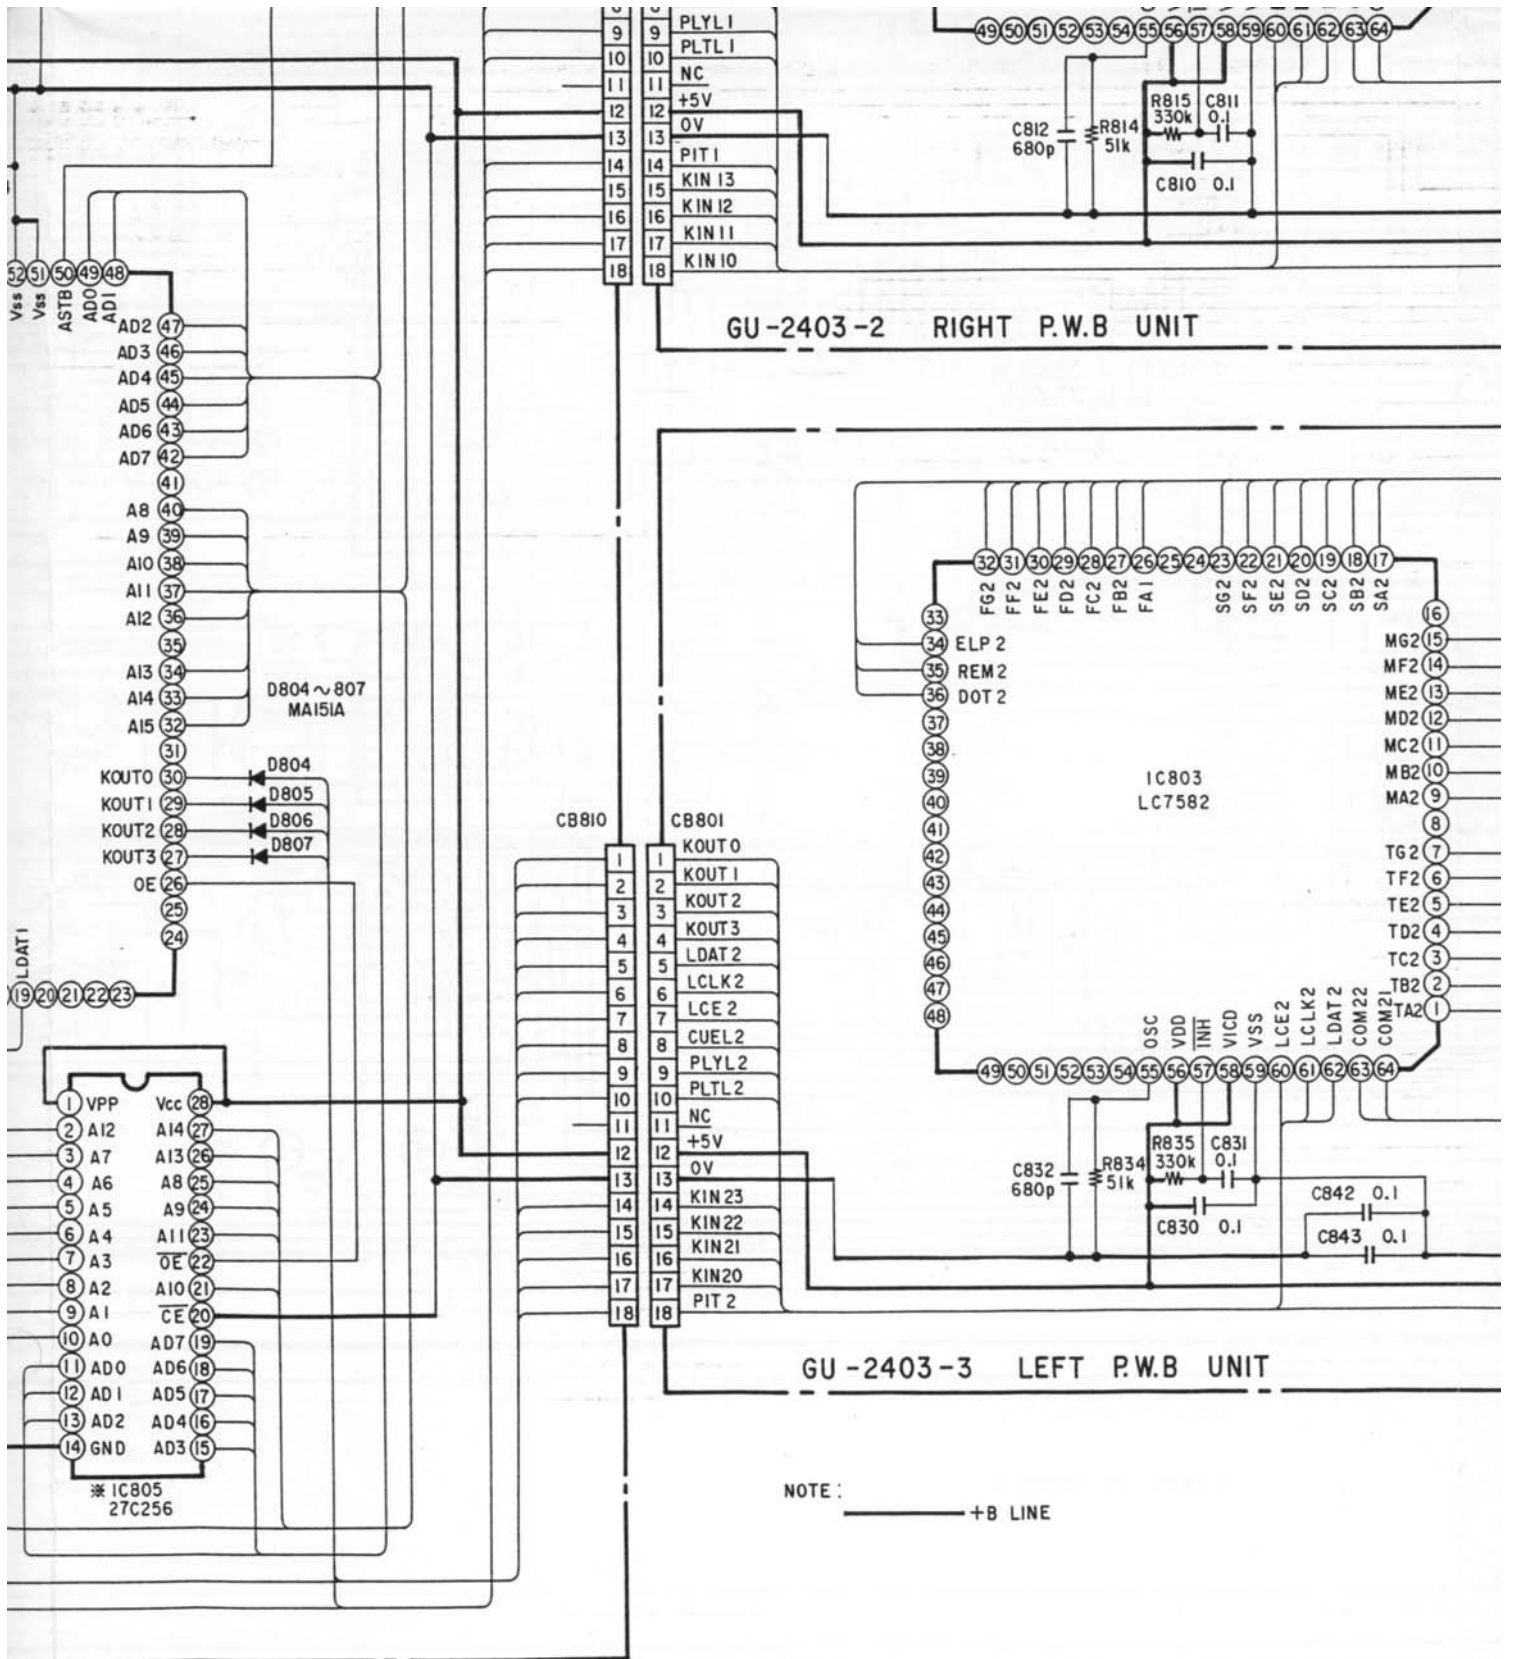 9 9 PLYL1
10 10 PLTL1
11 11 NC
12 12 +5V
13 13 0V
14 14 PIT1
15 15 KIN13
16 16 KIN12
17 17 KIN11
18 18 KIN10
49 50 51 52 53 54 55 56 57 58 59 60 61 62 63 64
C812
680p
R814
51k
R815
330k
C811
0.1
C810 0.1
52 51 50 49 48
Vss
Vss
ASTB
AD0
AD1
AD2 47
AD3 46
AD4 45
AD5 44
AD6 43
AD7 42
41
A8 40
A9 39
A10 38
A11 37
A12 36
35
A13 34
A14 33
A15 32
31
KOUT0 30
KOUT1 29
KOUT2 28
KOUT3 27
OE 26
25
24
D804~807
MA151A
D804
D805
D806
D807
LDAT1
19 20 21 22 23
GU-2403-2 RIGHT P.W.B UNIT
32 31 30 29 28 27 26 25 24 23 22 21 20 19 18 17
FG2
FF2
FE2
FD2
FC2
FB2
FA1
SG2
SF2
SE2
SD2
SC2
SB2
SA2
33
34 ELP2
35 REM2
36 DOT2
37
38
39
40
41
42
43
44
45
46
47
48
IC803
LC7582
16
MG2 15
MF2 14
ME2 13
MD2 12
MC2 11
MB2 10
MA2 9
8
TG2 7
TF2 6
TE2 5
TD2 4
TC2 3
TB2 2
TA2 1
OSC
VDD
INH
VICD
VSS
LCE2
LCLK2
LDAT2
COM22
COM21
49 50 51 52 53 54 55 56 57 58 59 60 61 62 63 64
C832
680p
R834
51k
R835
330k
C831
0.1
C830 0.1
C842 0.1
C843 0.1
CB810 CB801
1 1 KOUT0
2 2 KOUT1
3 3 KOUT2
4 4 KOUT3
5 5 LDAT2
6 6 LCLK2
7 7 LCE2
8 8 CUEL2
9 9 PLYL2
10 10 PLTL2
11 11 NC
12 12 +5V
13 13 0V
14 14 KIN23
15 15 KIN22
16 16 KIN21
17 17 KIN20
18 18 PIT2
1 VPP Vcc 28
2 A12 A14 27
3 A7 A13 26
4 A6 A8 25
5 A5 A9 24
6 A4 A11 23
7 A3 OE 22
8 A2 A10 21
9 A1 CE 20
10 A0 AD7 19
11 AD0 AD6 18
12 AD1 AD5 17
13 AD2 AD4 16
14 GND AD3 15
※ IC805
27C256
GU-2403-3 LEFT P.W.B UNIT
NOTE:
+B LINE